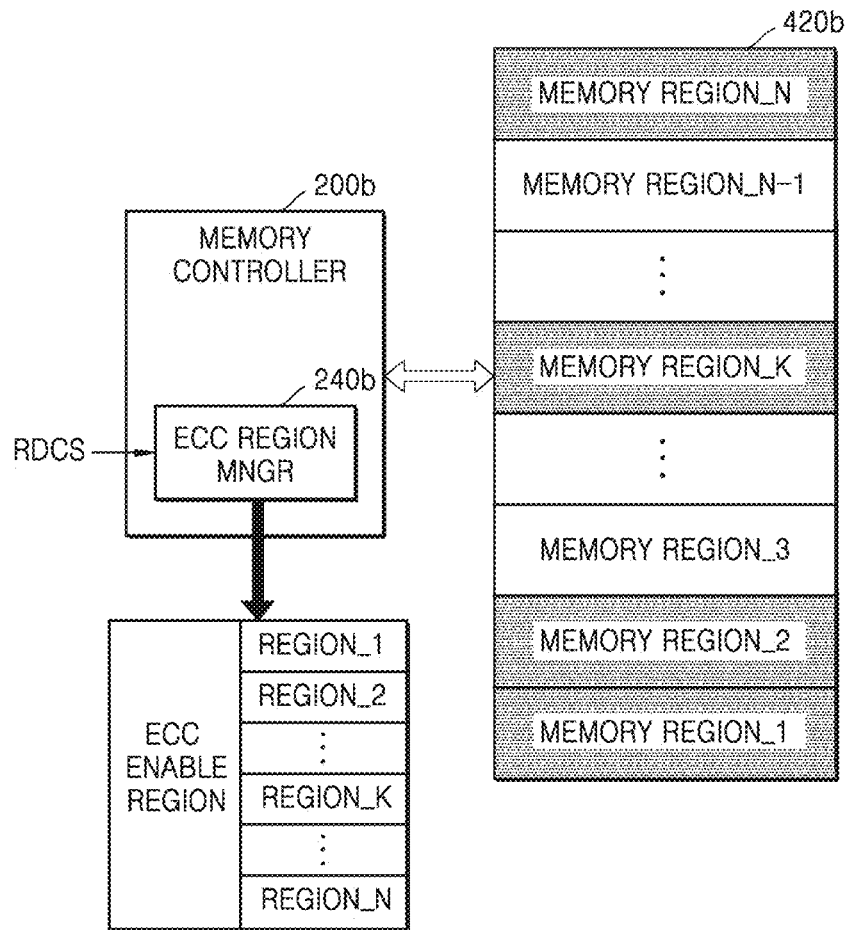 420b
MEMORY REGION_N
MEMORY REGION_N-1
⋮
MEMORY REGION_K
⋮
MEMORY REGION_3
MEMORY REGION_2
MEMORY REGION_1
200b
MEMORY
CONTROLLER
240b
RDCS
ECC REGION
MNGR
ECC
ENABLE
REGION
REGION_1
REGION_2
⋮
REGION_K
⋮
REGION_N